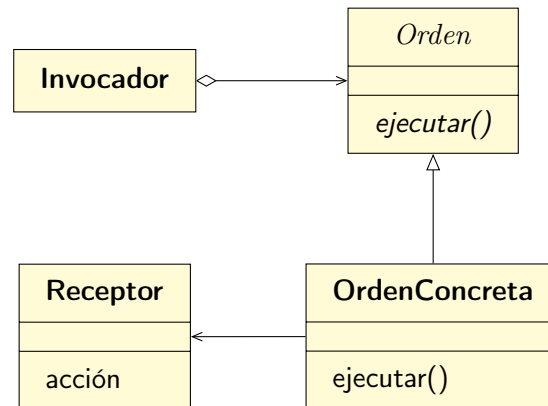 Orden
Invocador
ejecutar()
Receptor
OrdenConcreta
acción
ejecutar()